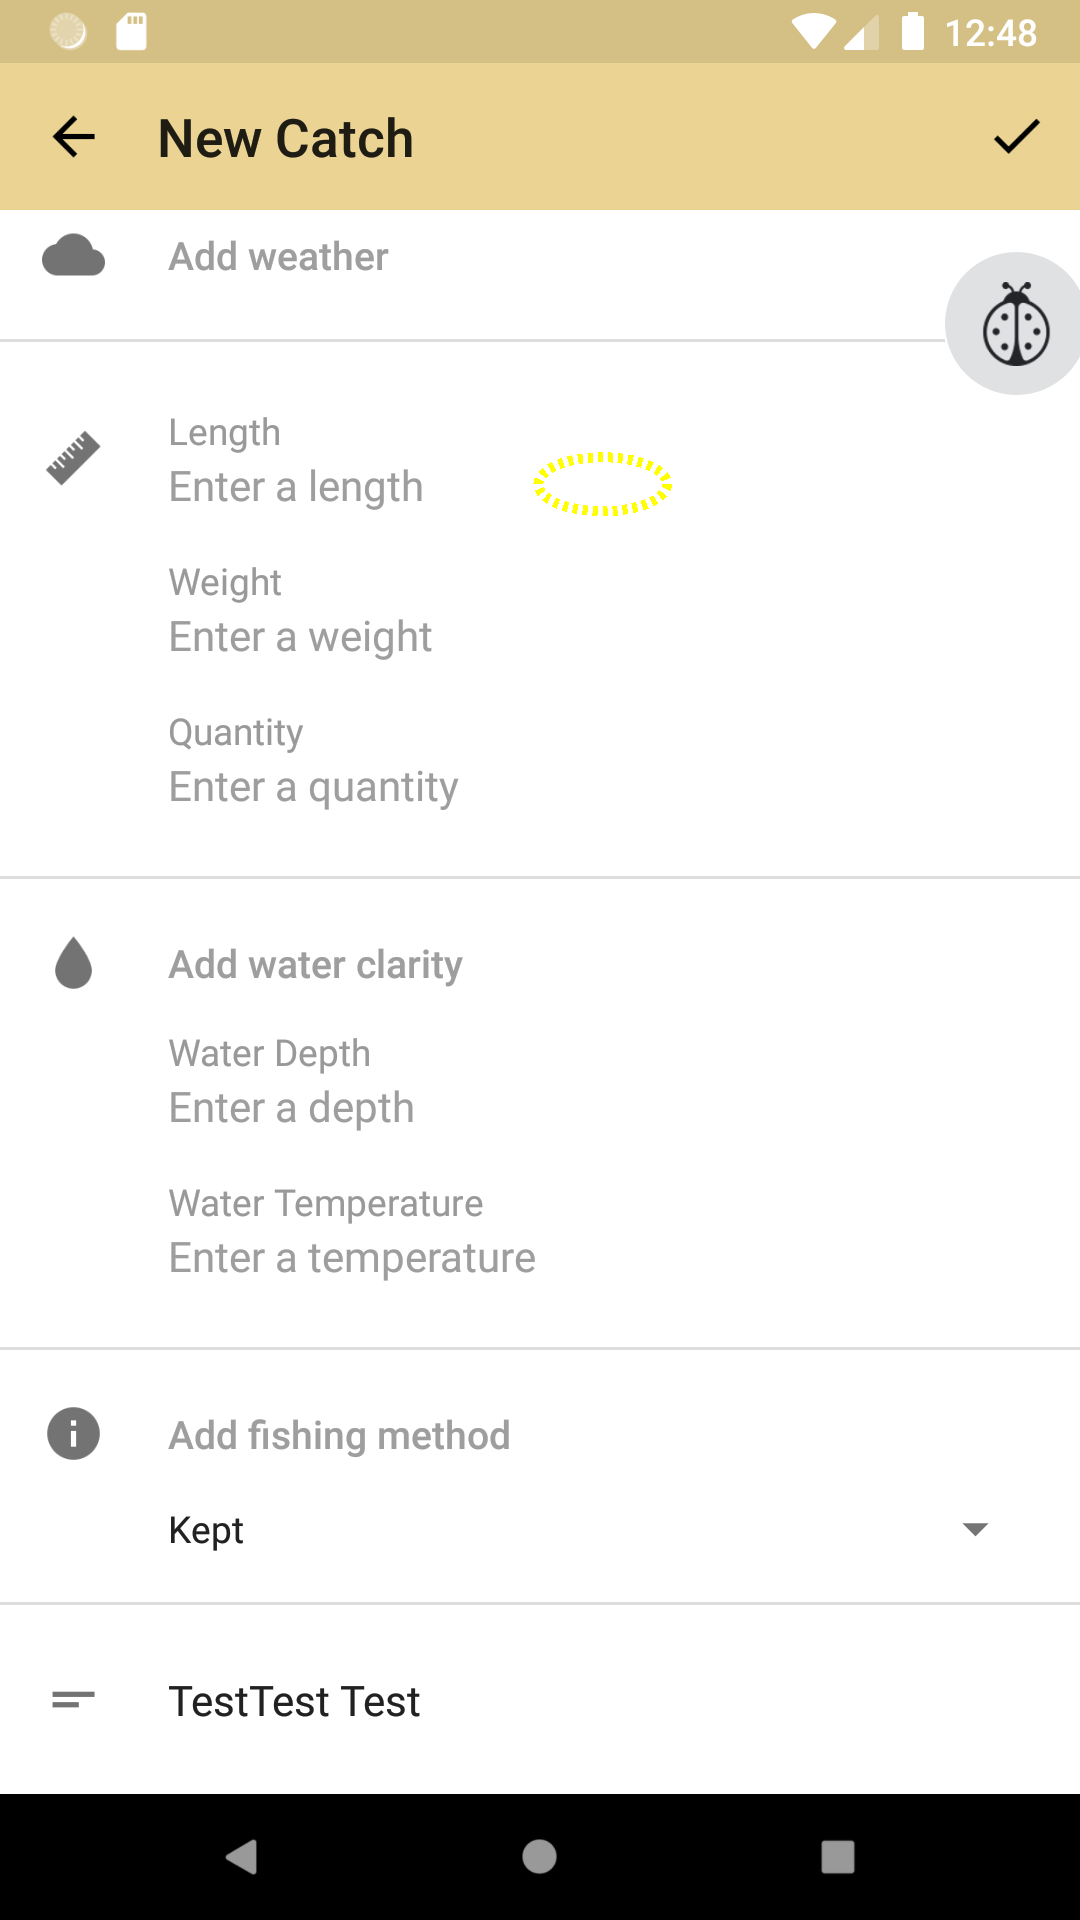 12:48
New Catch
Add weather
Length
Enter a length
Weight
Enter a weight
Quantity
Enter a quantity
Add water clarity
Water Depth
Enter a depth
Water Temperature
Enter a temperature
Add fishing method
Kept
TestTest Test